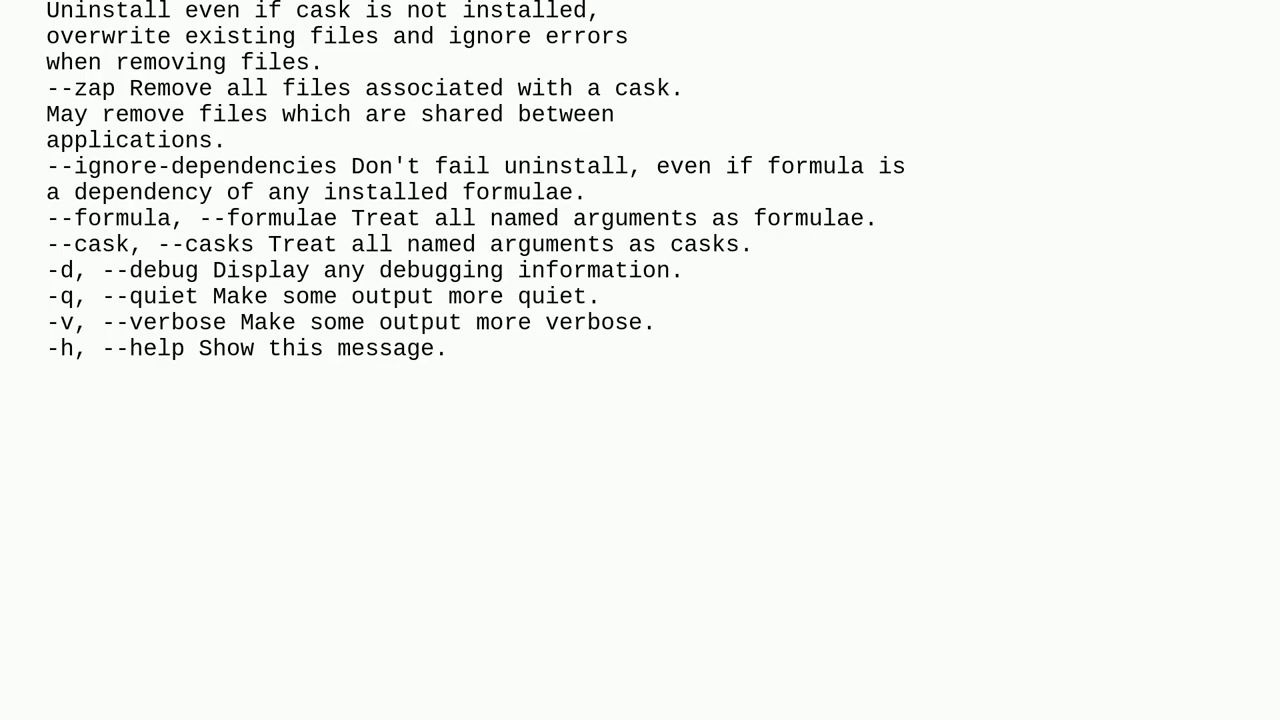 Uninstall even if cask is not installed,
overwrite existing files and ignore errors
when removing files.
--zap Remove all files associated with a cask.
May remove files which are shared between
applications.
--ignore-dependencies Don't fail uninstall, even if formula is
a dependency of any installed formulae.
--formula, --formulae Treat all named arguments as formulae.
--cask, --casks Treat all named arguments as casks.
-d, --debug Display any debugging information.
-q, --quiet Make some output more quiet.
-v, --verbose Make some output more verbose.
-h, --help Show this message.